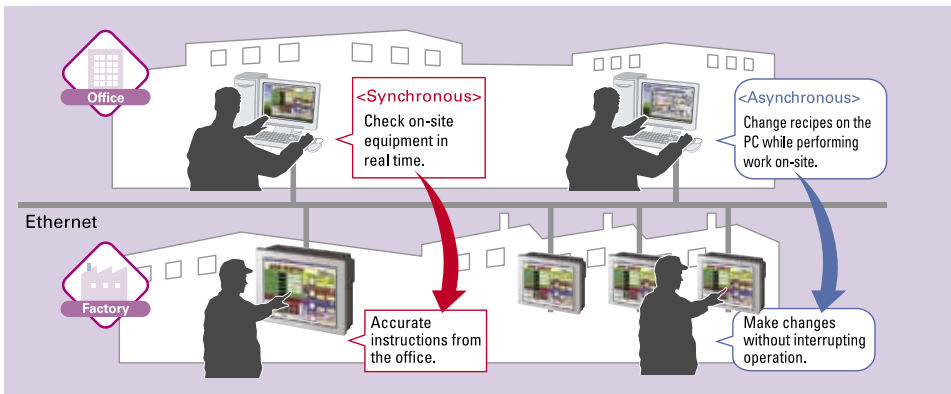 Office
<Synchronous>
Check on-site
equipment in
real time.
<Asynchronous>
Change recipes on the
PC while performing
work on-site.
Ethernet
Factory
Accurate
instructions from
the office.
Make changes
without interrupting
operation.